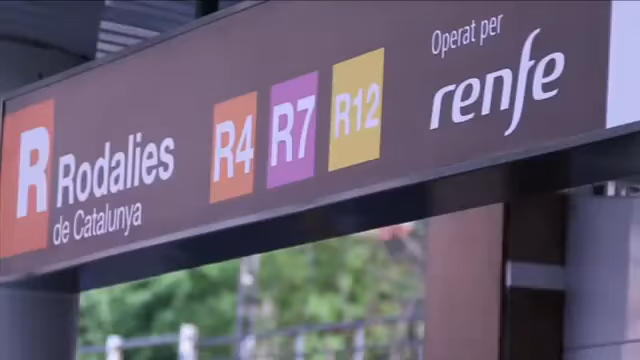 R Rodalies
de Catalunya
R4 R7 R12
Operat per
renfe